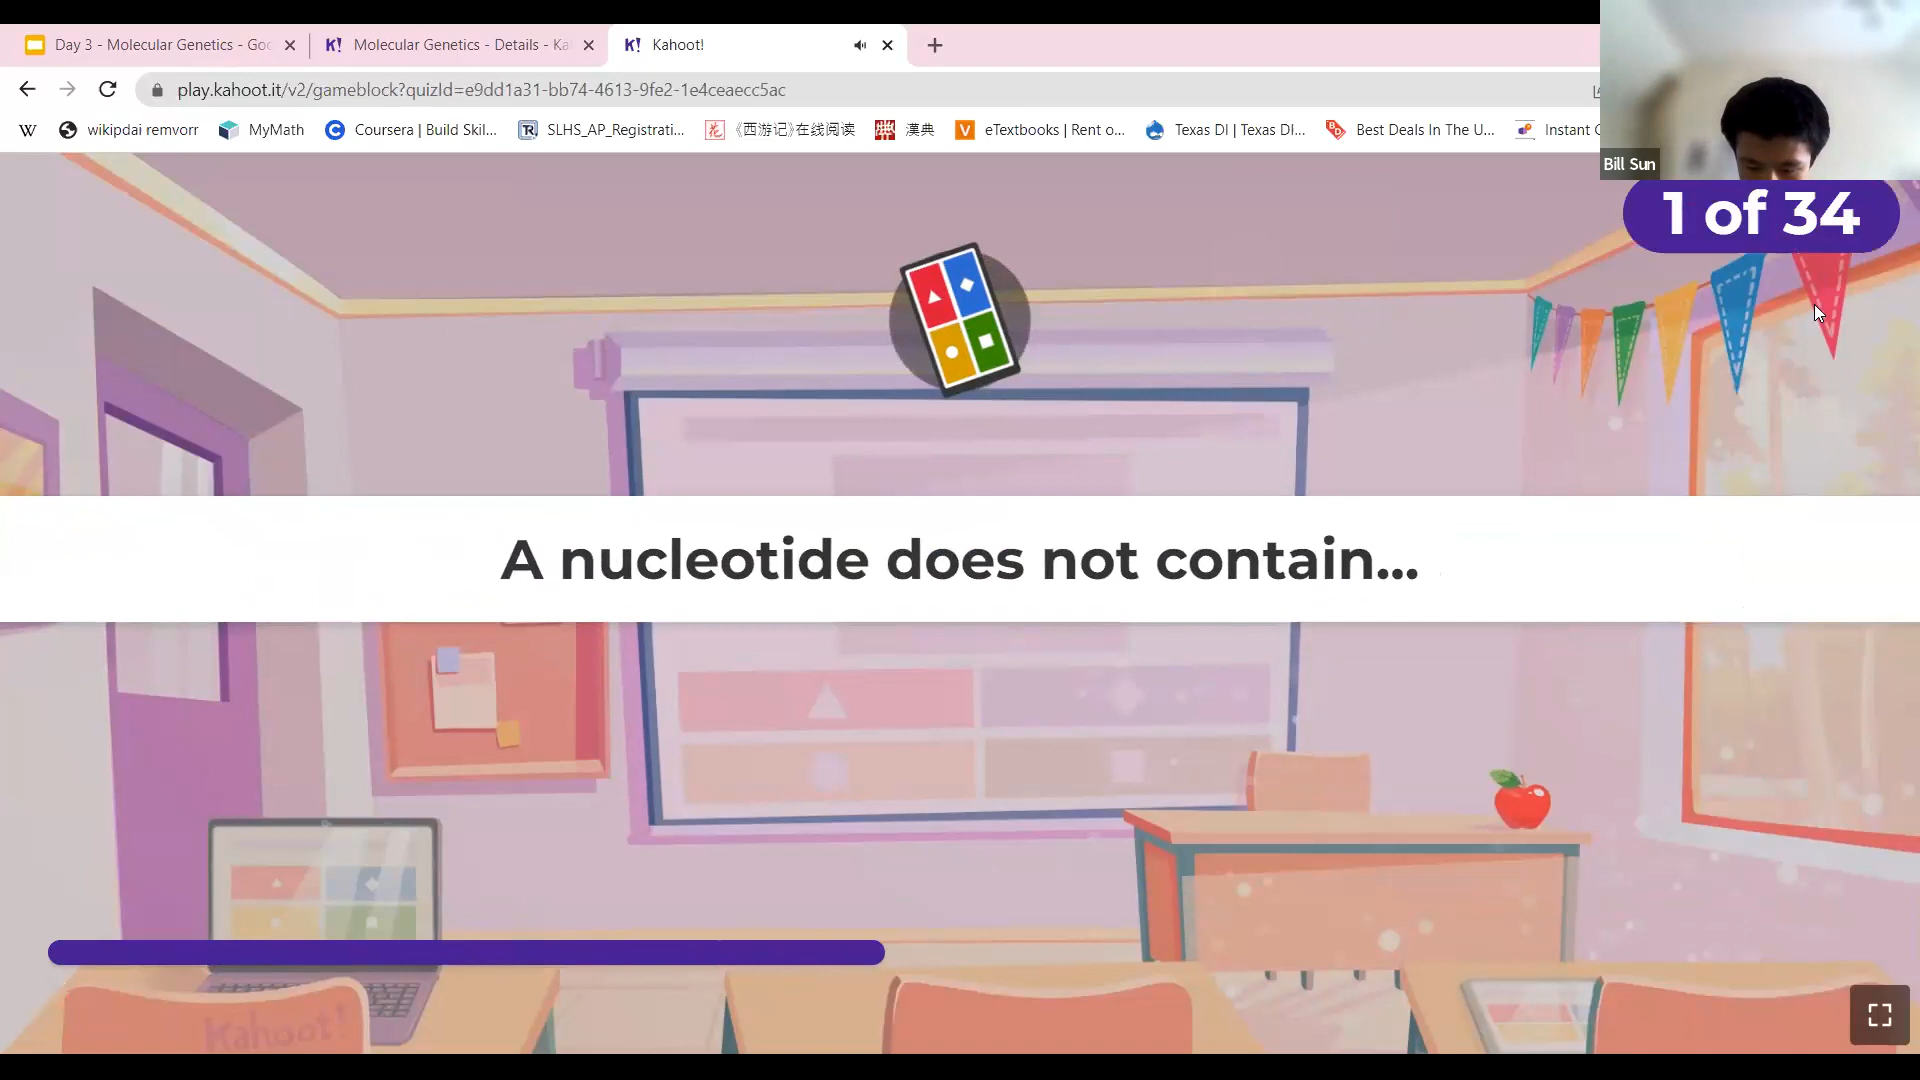 Day 3 - Molecular Genetics - Goo
Molecular Genetics - Details - Ka
Kahoot!
play.kahoot.it/v2/gameblock?quizId=e9dd1a31-bb74-4613-9fe2-1e4ceaecc5ac
wikipdai remvorr
MyMath
Coursera | Build Skil...
SLHS_AP_Registrati...
《西游记》在线阅读
漢典
eTextbooks | Rent o...
Texas DI | Texas DI...
Best Deals In The U...
Instant
Bill Sun
1 of 34
A nucleotide does not contain...
Kahoot!